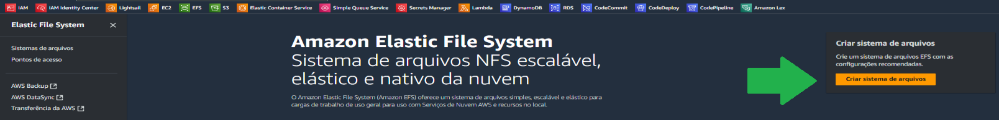 IAM IAM Identity Center Lightsail EC2 EFS S3 Elastic Container Service Simple Queue Service Secrets Manager Lambda DynamoDB RDS CodeCommit CodeDeploy CodePipeline Amazon Lex
Elastic File System
Sistemas de arquivos
Pontos de acesso
AWS Backup
AWS DataSync
Transferência da AWS
Amazon Elastic File System
Sistema de arquivos NFS escalável,
elástico e nativo da nuvem
O Amazon Elastic File System (Amazon EFS) oferece um sistema de arquivos simples, escalável e elástico para
cargas de trabalho de uso geral para uso com Serviços de Nuvem AWS e recursos no local.
Criar sistema de arquivos
Crie um sistema de arquivos EFS com as
configurações recomendadas.
Criar sistema de arquivos